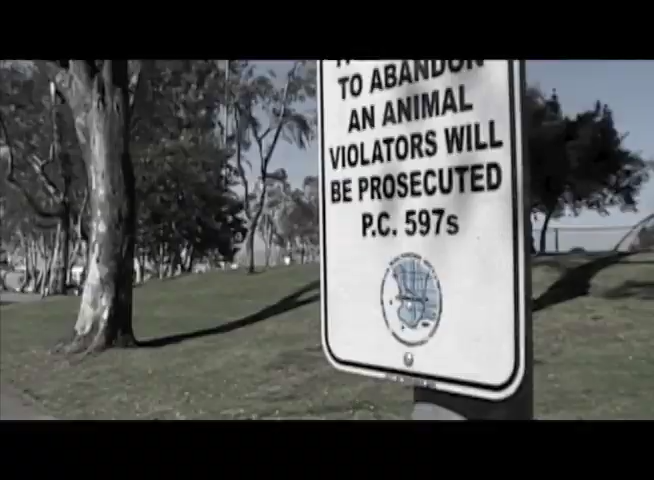 TO ABANDON
AN ANIMAL
VIOLATORS WILL
BE PROSECUTED
P.C. 597s